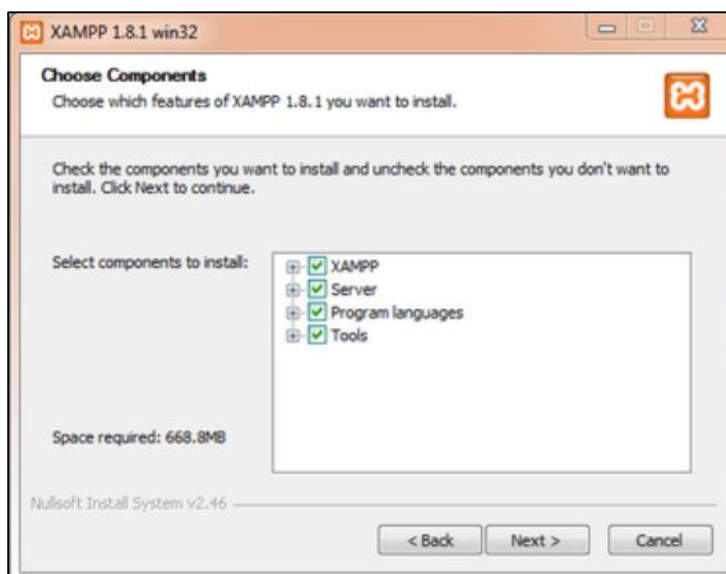 XAMPP 1.8.1 win32
Choose Components
Choose which features of XAMPP 1.8.1 you want to install.
Check the components you want to install and uncheck the components you don't want to
install. Click Next to continue.
Select components to install:
XAMPP
Server
Program languages
Tools
Space required: 668.8MB
Nullsoft Install System v2.46
< Back
Next >
Cancel